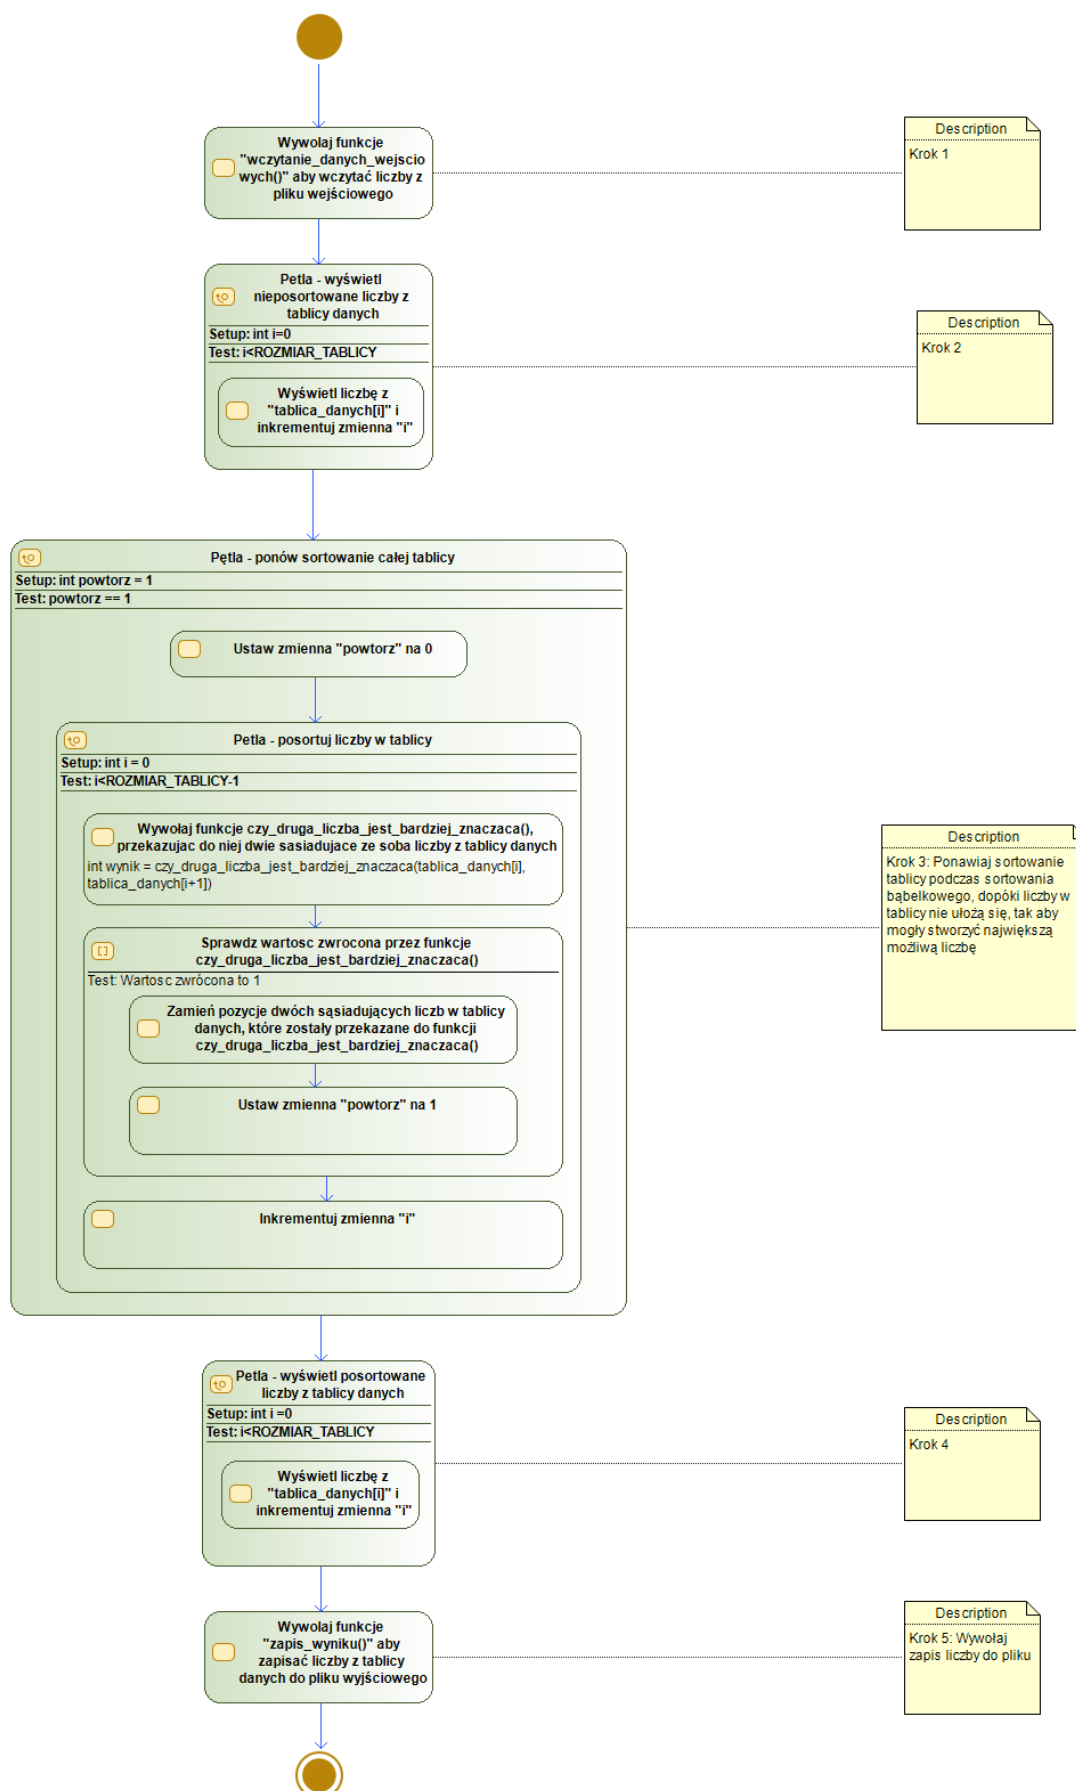 Wywolaj funkcje
"wczytanie_danych_wejscio
wych()" aby wczytać liczby z
pliku wejściowego
Description
Krok 1
Petla - wyświetl
nieposortowane liczby z
tablicy danych
Setup: int i=0
Test: i<ROZMIAR_TABLICY
Wyświetl liczbę z
"tablica_danych[i]" i
inkrementuj zmienna "i"
Description
Krok 2
Pętla - ponów sortowanie całej tablicy
Setup: int powtorz = 1
Test: powtorz == 1
Ustaw zmienna "powtorz" na 0
Petla - posortuj liczby w tablicy
Setup: int i = 0
Test: i<ROZMIAR_TABLICY-1
Wywołaj funkcje czy_druga_liczba_jest_bardziej_znaczaca(),
przekazujac do niej dwie sasiadujace ze soba liczby z tablicy danych
int wynik = czy_druga_liczba_jest_bardziej_znaczaca(tablica_danych[i],
tablica_danych[i+1])
Sprawdz wartosc zwrocona przez funkcje
czy_druga_liczba_jest_bardziej_znaczaca()
Test: Wartosc zwrócona to 1
Zamień pozycje dwóch sąsiadujących liczb w tablicy
danych, które zostały przekazane do funkcji
czy_druga_liczba_jest_bardziej_znaczaca()
Ustaw zmienna "powtorz" na 1
Inkrementuj zmienna "i"
Description
Krok 3: Ponawiaj sortowanie
tablicy podczas sortowania
bąbelkowego, dopóki liczby w
tablicy nie ułożą się, tak aby
mogły stworzyć największą
możliwą liczbę
Petla - wyświetl posortowane
liczby z tablicy danych
Setup: int i =0
Test: i<ROZMIAR_TABLICY
Wyświetl liczbę z
"tablica_danych[i]" i
inkrementuj zmienna "i"
Description
Krok 4
Wywolaj funkcje
"zapis_wyniku()" aby
zapisać liczby z tablicy
danych do pliku wyjściowego
Description
Krok 5: Wywołaj
zapis liczby do pliku